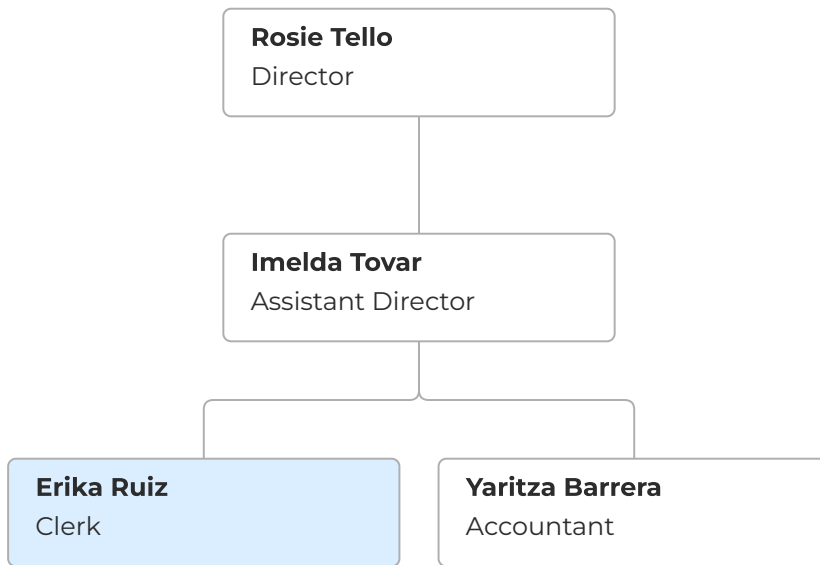 Rosie Tello
Director
Imelda Tovar
Assistant Director
Erika Ruiz
Clerk
Yaritza Barrera
Accountant